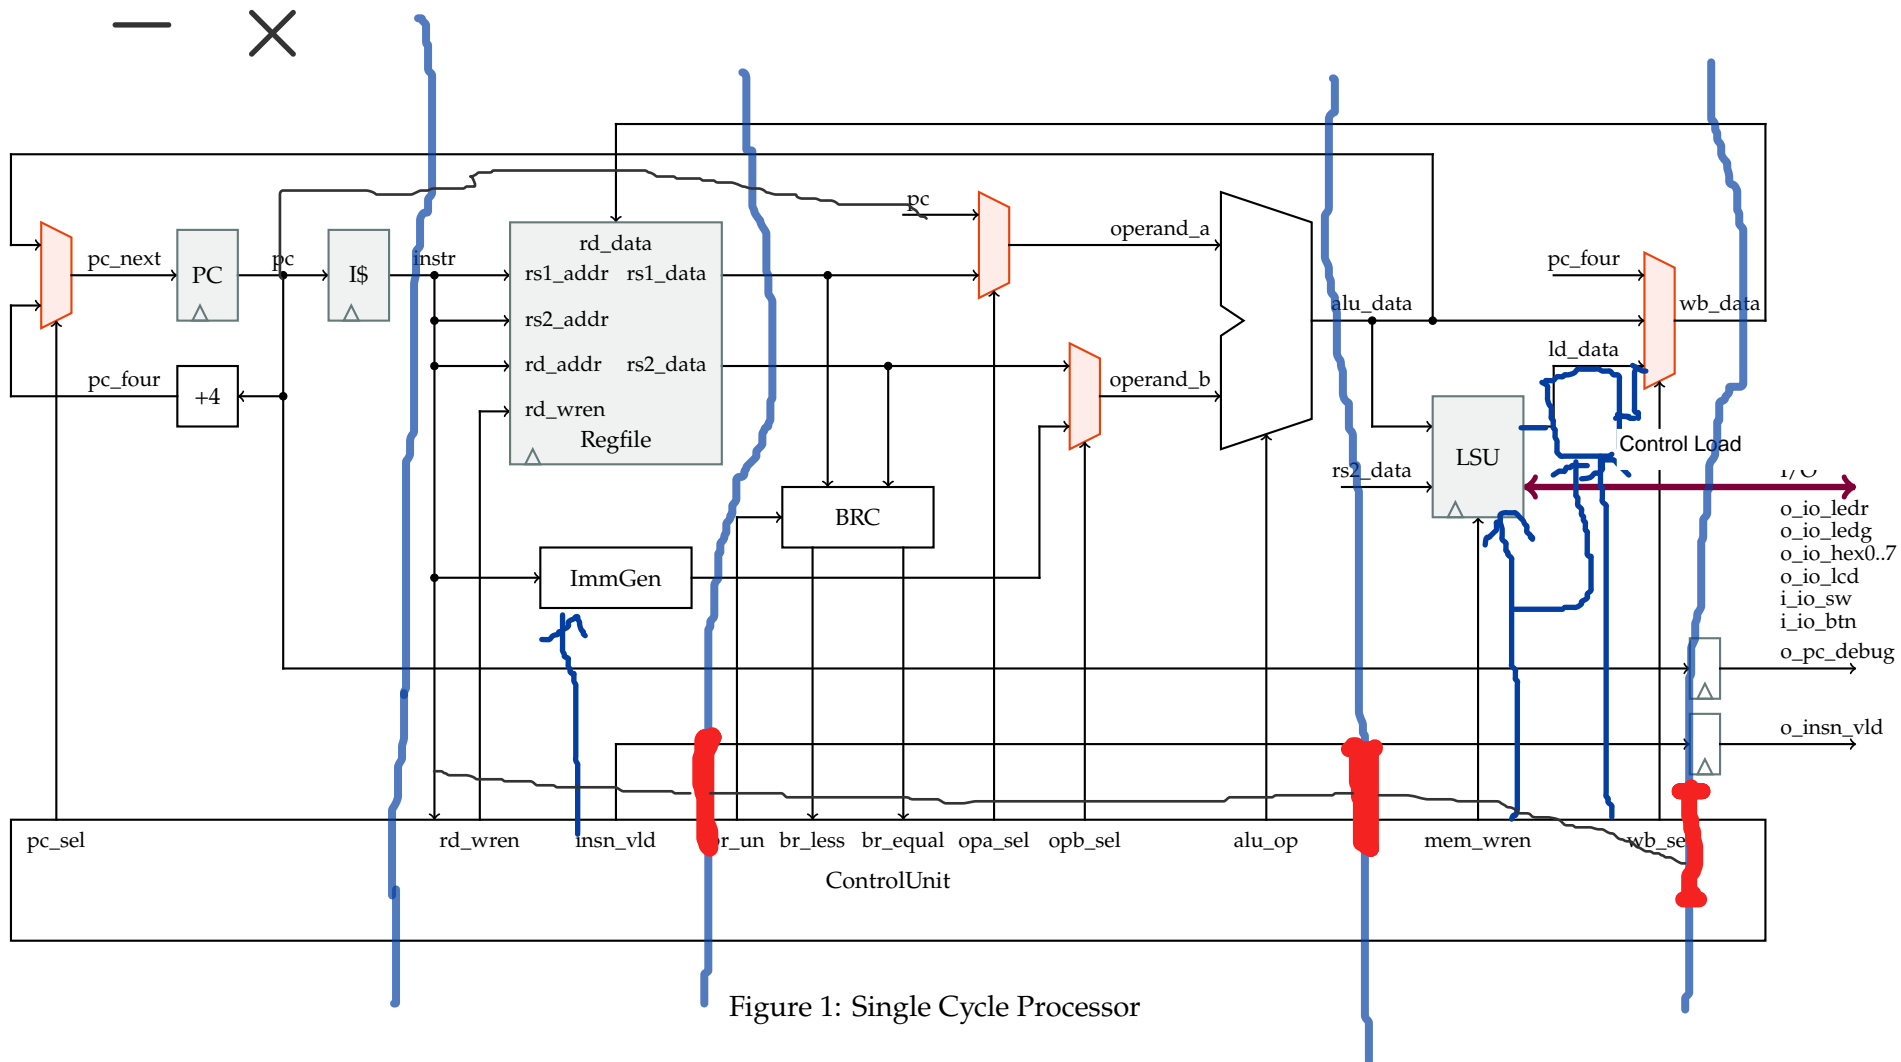 pc_next
PC
pc
I$
instr
pc_four
+4
rd_data
rs1_addr rs1_data
rs2_addr
rd_addr rs2_data
rd_wren
Regfile
ImmGen
BRC
pc
operand_a
operand_b
alu_data
rs2_data
LSU
pc_four
ld_data
wb_data
Control Load
I/O
o_io_ledr
o_io_ledg
o_io_hex0..7
o_io_lcd
i_io_sw
i_io_btn
o_pc_debug
o_insn_vld
pc_sel rd_wren insn_vld br_un br_less br_equal opa_sel opb_sel alu_op mem_wren wb_se
ControlUnit
Figure 1: Single Cycle Processor